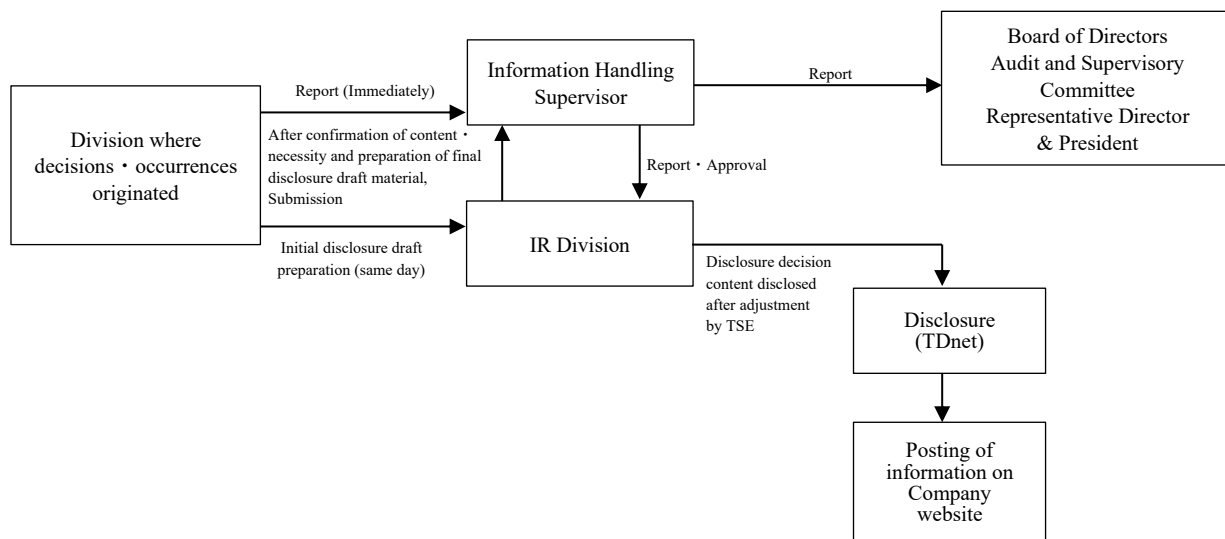 Division where
decisions・occurrences
originated
Report (Immediately)
After confirmation of content・
necessity and preparation of final
disclosure draft material,
Submission
Initial disclosure draft
preparation (same day)
Information Handling
Supervisor
Report・Approval
IR Division
Report
Board of Directors
Audit and Supervisory
Committee
Representative Director
& President
Disclosure decision
content disclosed
after adjustment
by TSE
Disclosure
(TDnet)
Posting of
information on
Company
website